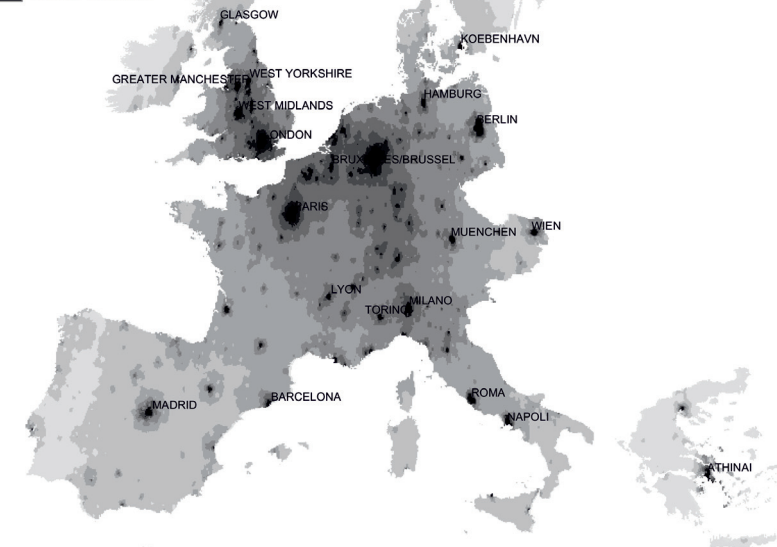 GLASGOW
KOEBENHAVN
GREATER MANCHESTER
WEST YORKSHIRE
HAMBURG
WEST MIDLANDS
BERLIN
LONDON
BRUXELLES/BRUSSEL
PARIS
WIEN
MUENCHEN
LYON
MILANO
TORINO
ROMA
BARCELONA
MADRID
NAPOLI
ATHINAI